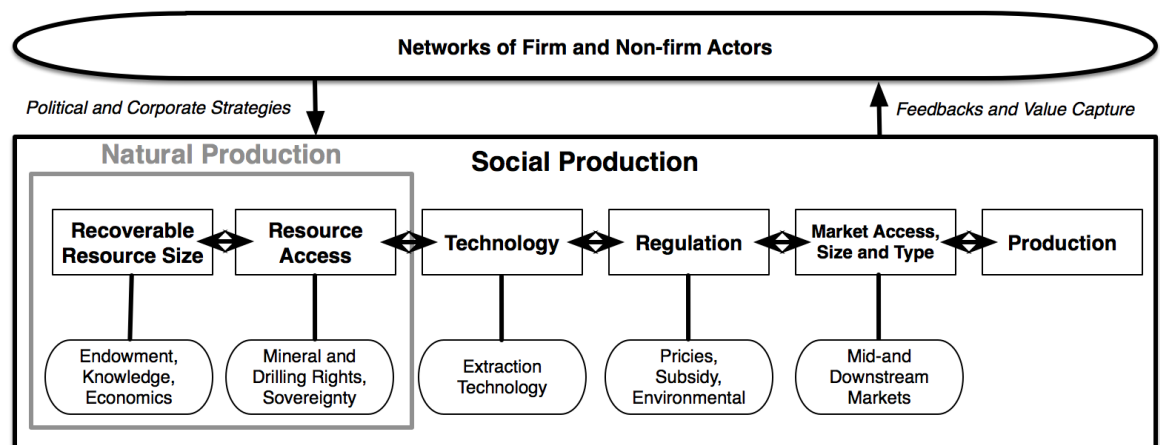 Networks of Firm and Non-firm Actors
Political and Corporate Strategies
Feedbacks and Value Capture
Natural Production
Social Production
Recoverable
Resource Size
Resource
Access
Technology
Regulation
Market Access,
Size and Type
Production
Endowment,
Knowledge,
Economics
Mineral and
Drilling Rights,
Sovereignty
Extraction
Technology
Pricies,
Subsidy,
Environmental
Mid-and
Downstream
Markets